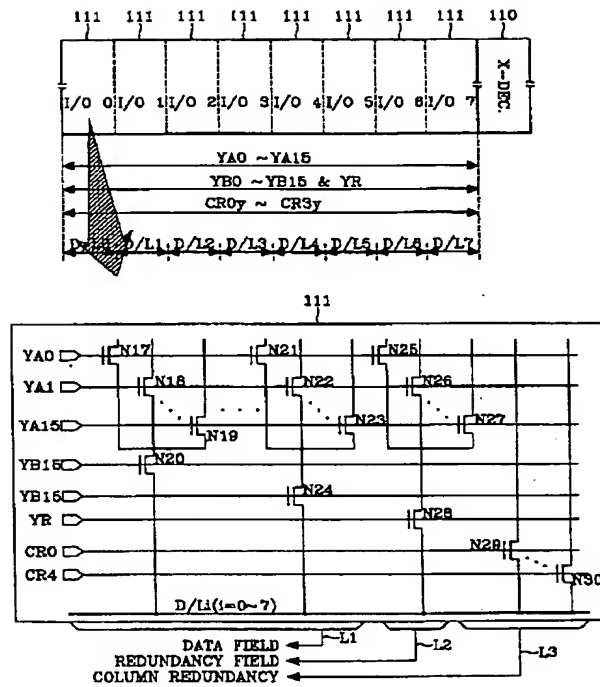 111 111 111 111 111 111 111 111 110
I/O 0 I/O 1 I/O 2 I/O 3 I/O 4 I/O 5 I/O 6 I/O 7 X-DEC.
YA0 ~YA15
YB0 ~YB15 & YR
CR0y ~ CR3y
D/L1 D/L2 D/L3 D/L4 D/L5 D/L6 D/L7
111
YA0 N17 N21 N25
YA1 N18 N22 N26
YA15 N19 N23 N27
YB15 N20
YB15 N24
YR N28
CR0 N29
CR4 N30
D/Li(i=0~7)
DATA FIELD L1
REDUNDANCY FIELD L2
COLUMN REDUNDANCY L3